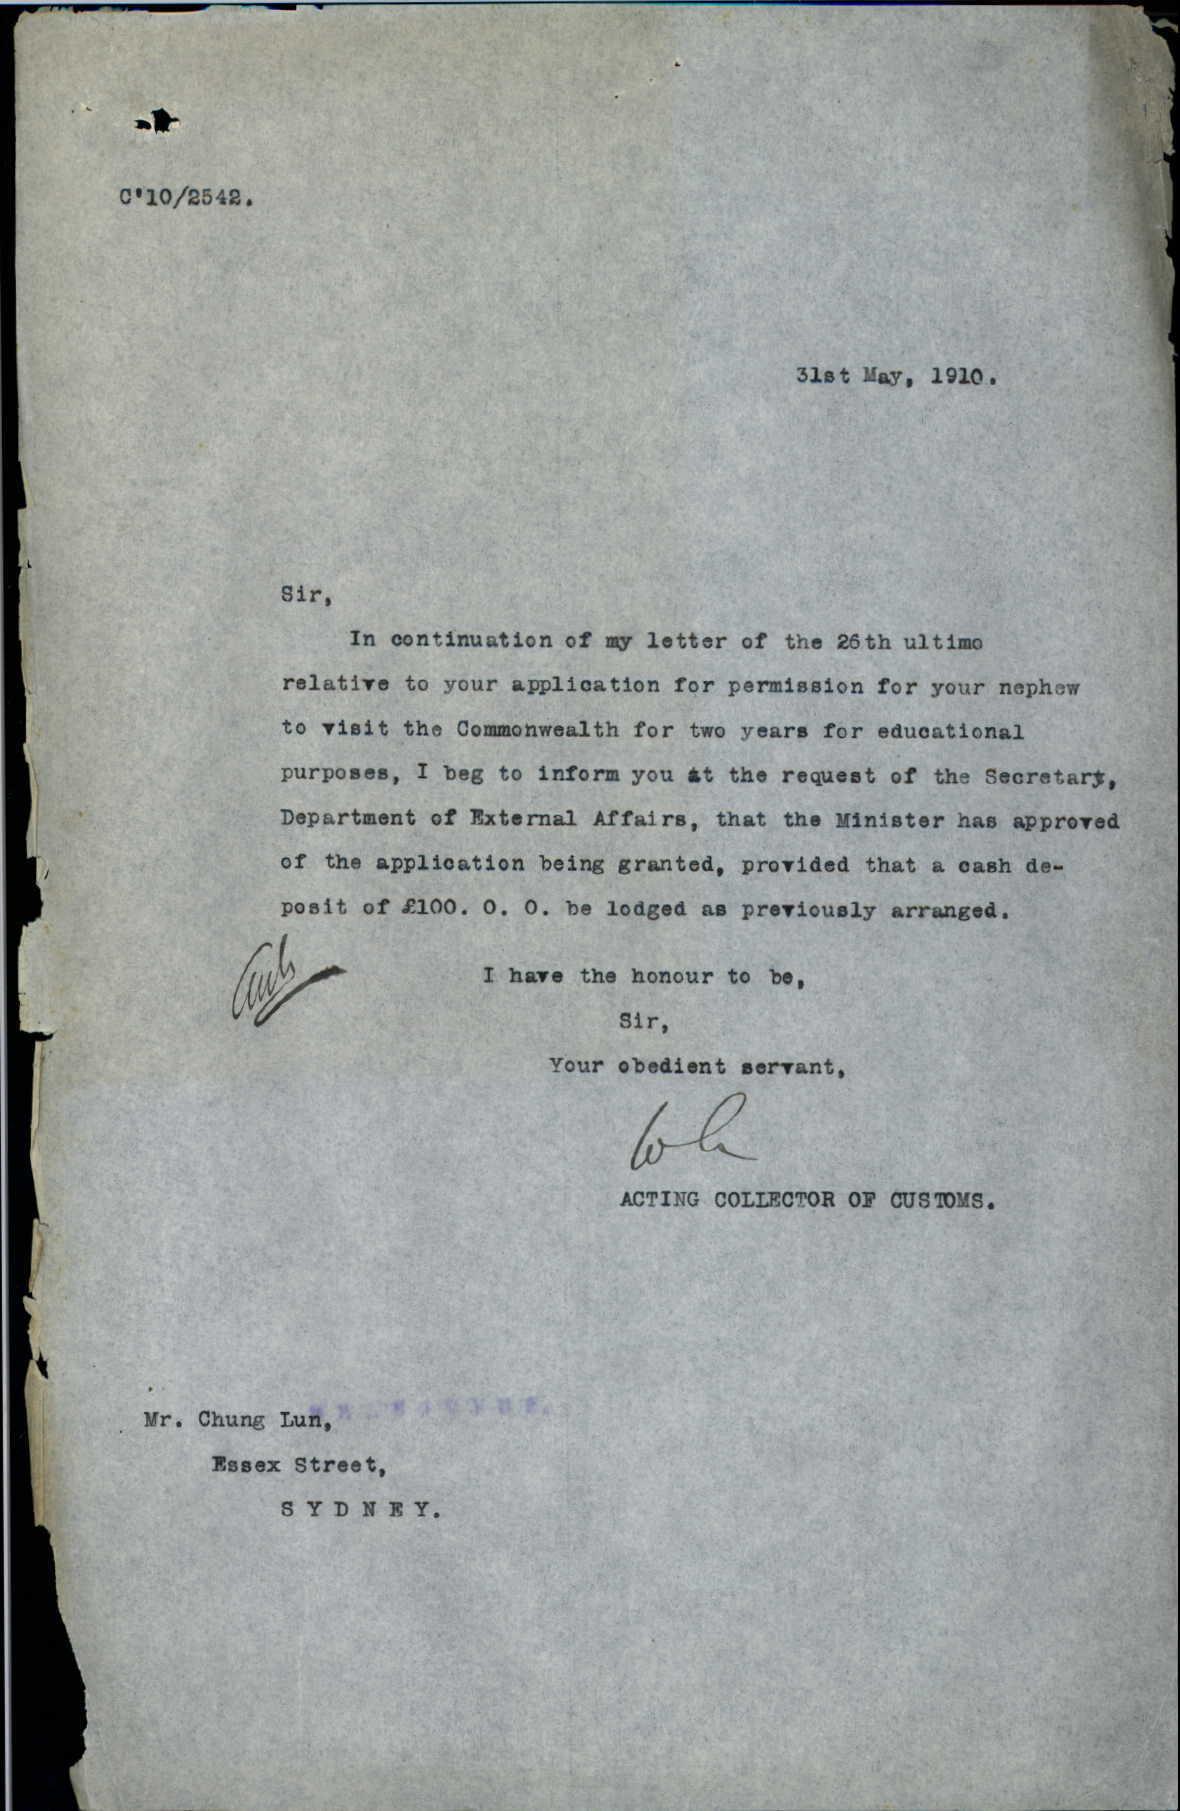 C'10/2542.
31st May, 1910.
Sir,
In continuation of my letter of the 26th ultimo
relative to your application for permission for your nephew
to visit the Commonwealth for two years for educational
purposes, I beg to inform you at the request of the Secretary,
Department of External Affairs, that the Minister has approved
of the application being granted, provided that a cash de-
posit of £100. 0. 0. be lodged as previously arranged.
I have the honour to be,
Sir,
Your obedient servant,
ACTING COLLECTOR OF CUSTOMS.
Mr. Chung Lun,
Essex Street,
S Y D N E Y.